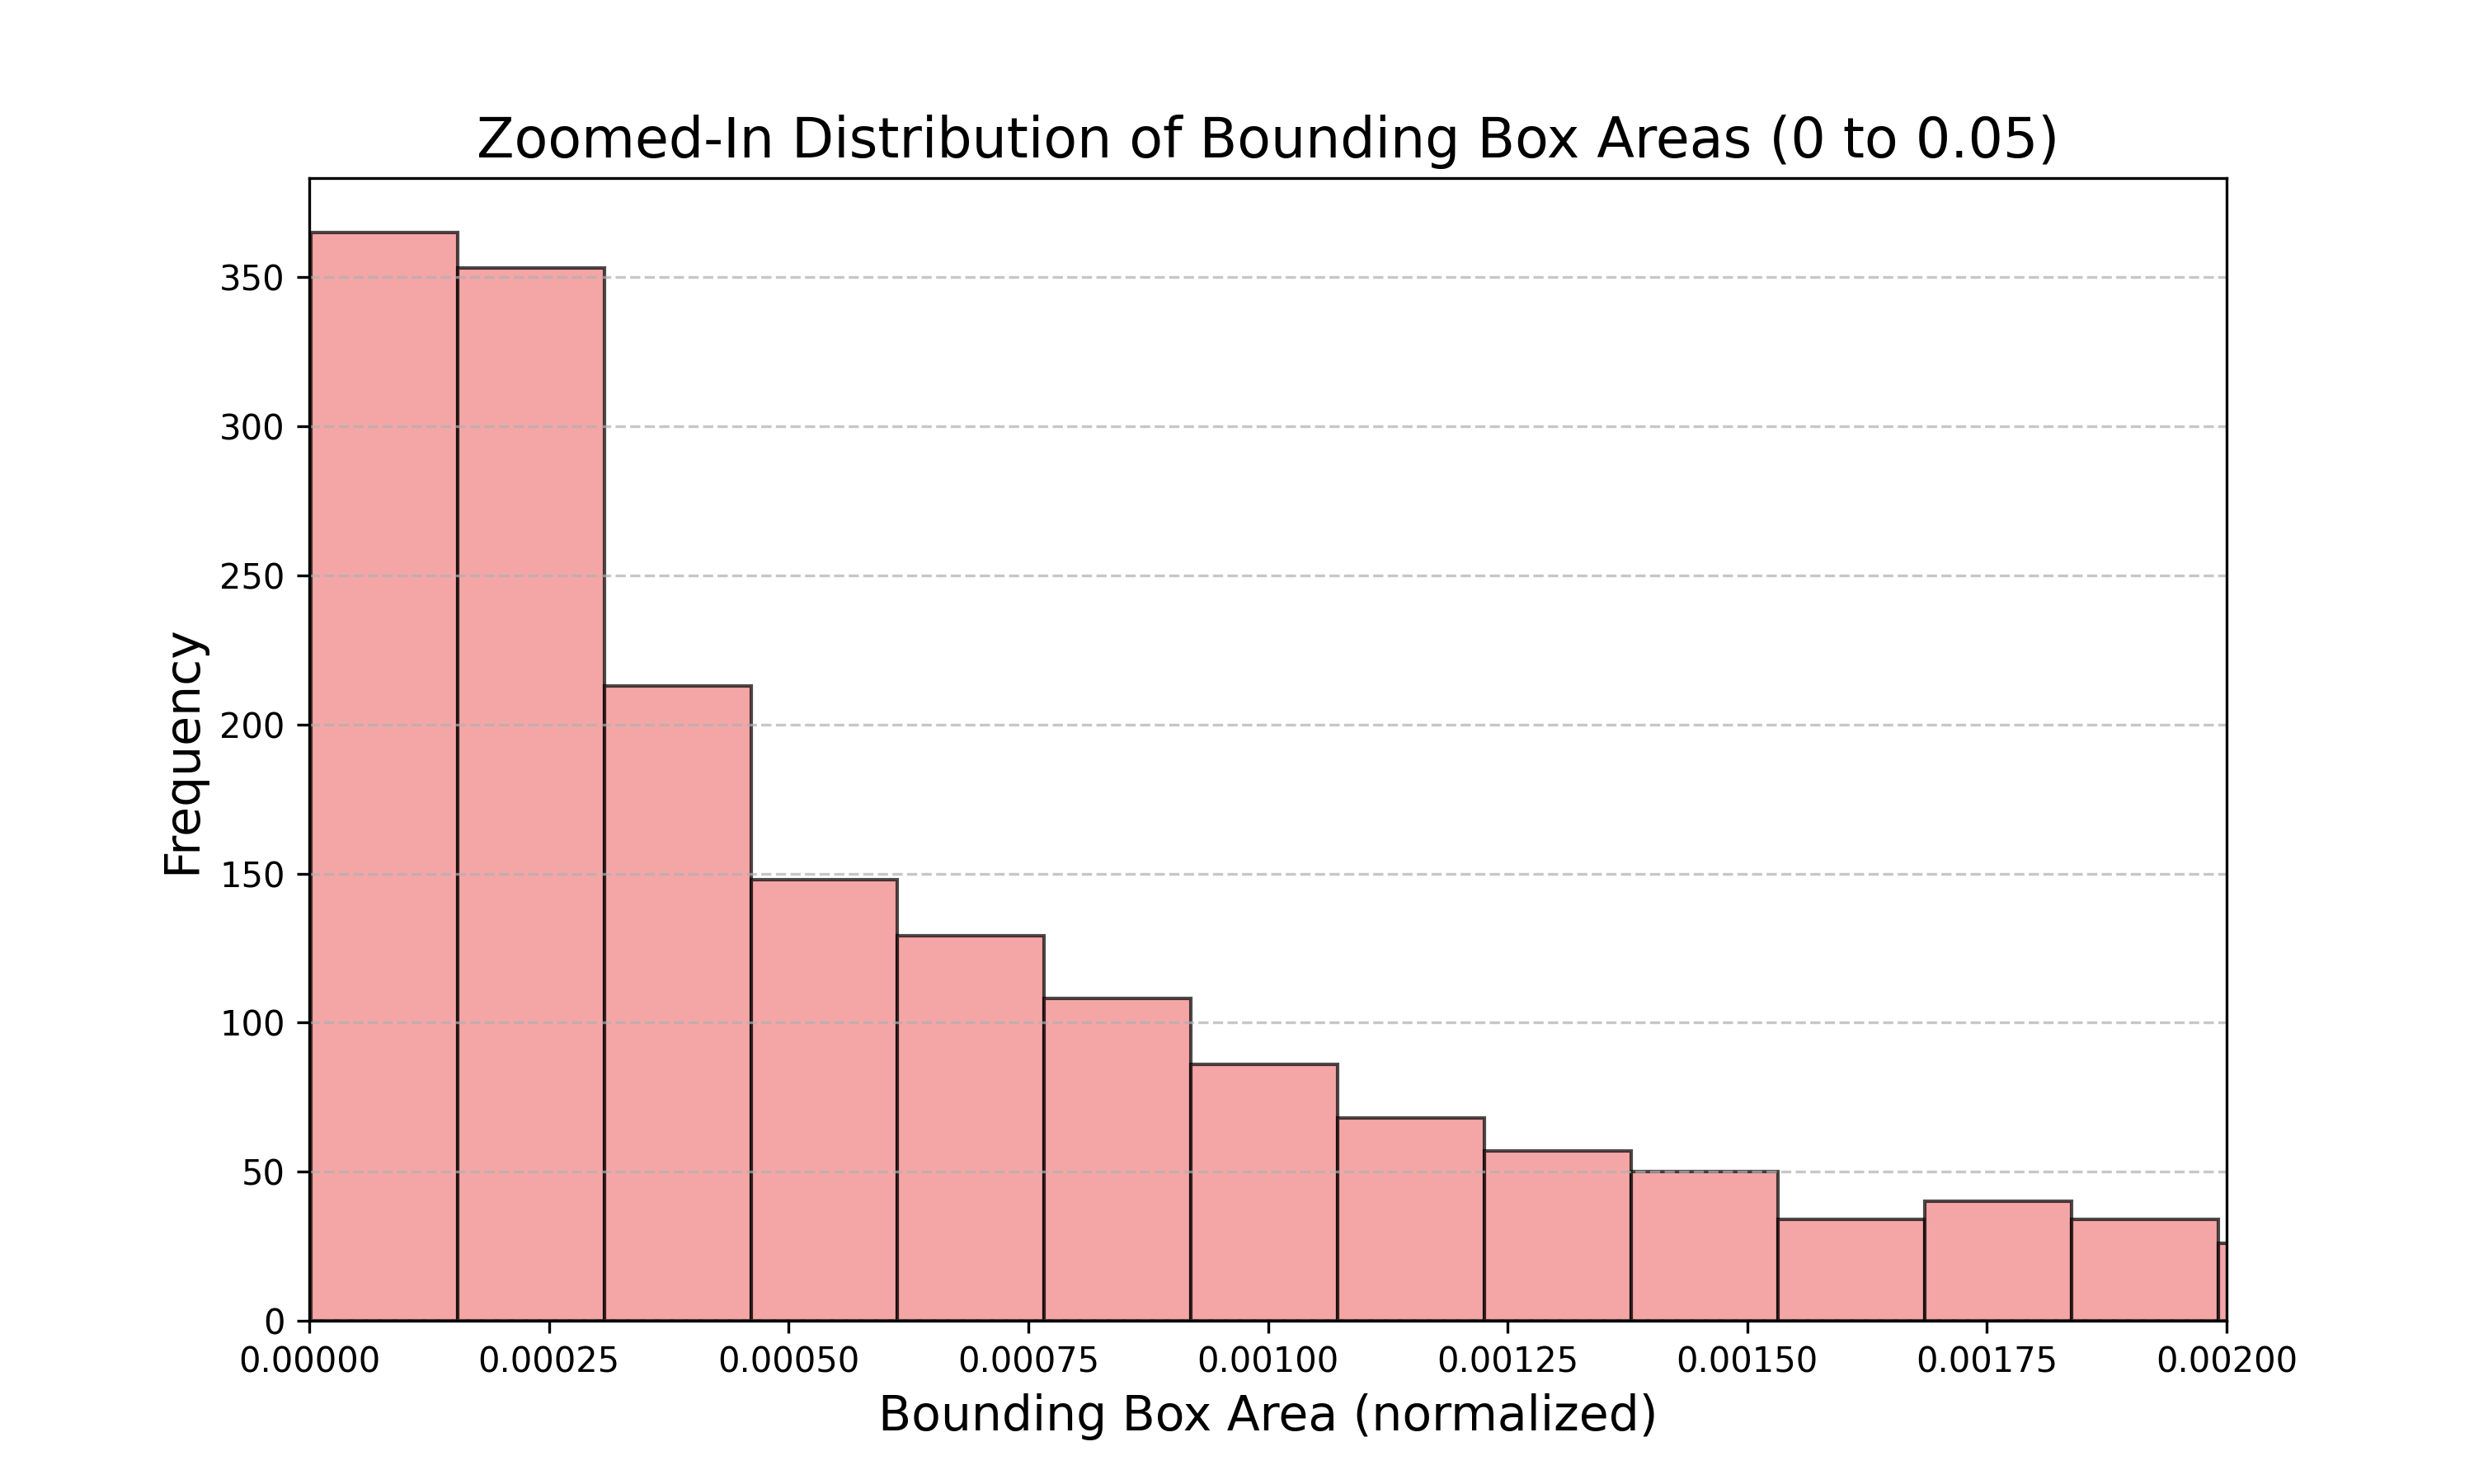 Zoomed-In Distribution of Bounding Box Areas (0 to 0.05)
Frequency
350
300
250
200
150
100
50
0
0.00000 0.00025 0.00050 0.00075 0.00100 0.00125 0.00150 0.00175 0.00200
Bounding Box Area (normalized)